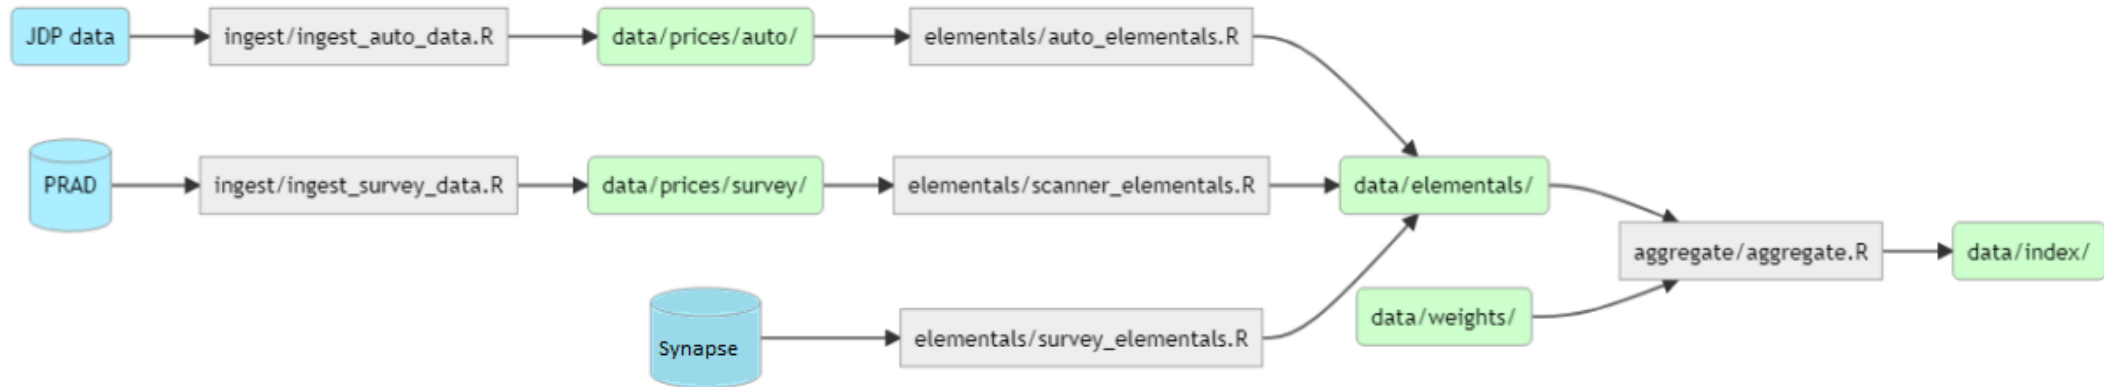 JDP data
ingest/ingest_auto_data.R
data/prices/auto/
elementals/auto_elementals.R
PRAD
ingest/ingest_survey_data.R
data/prices/survey/
elementals/scanner_elementals.R
data/elementals/
aggregate/aggregate.R
data/index/
Synapse
elementals/survey_elementals.R
data/weights/